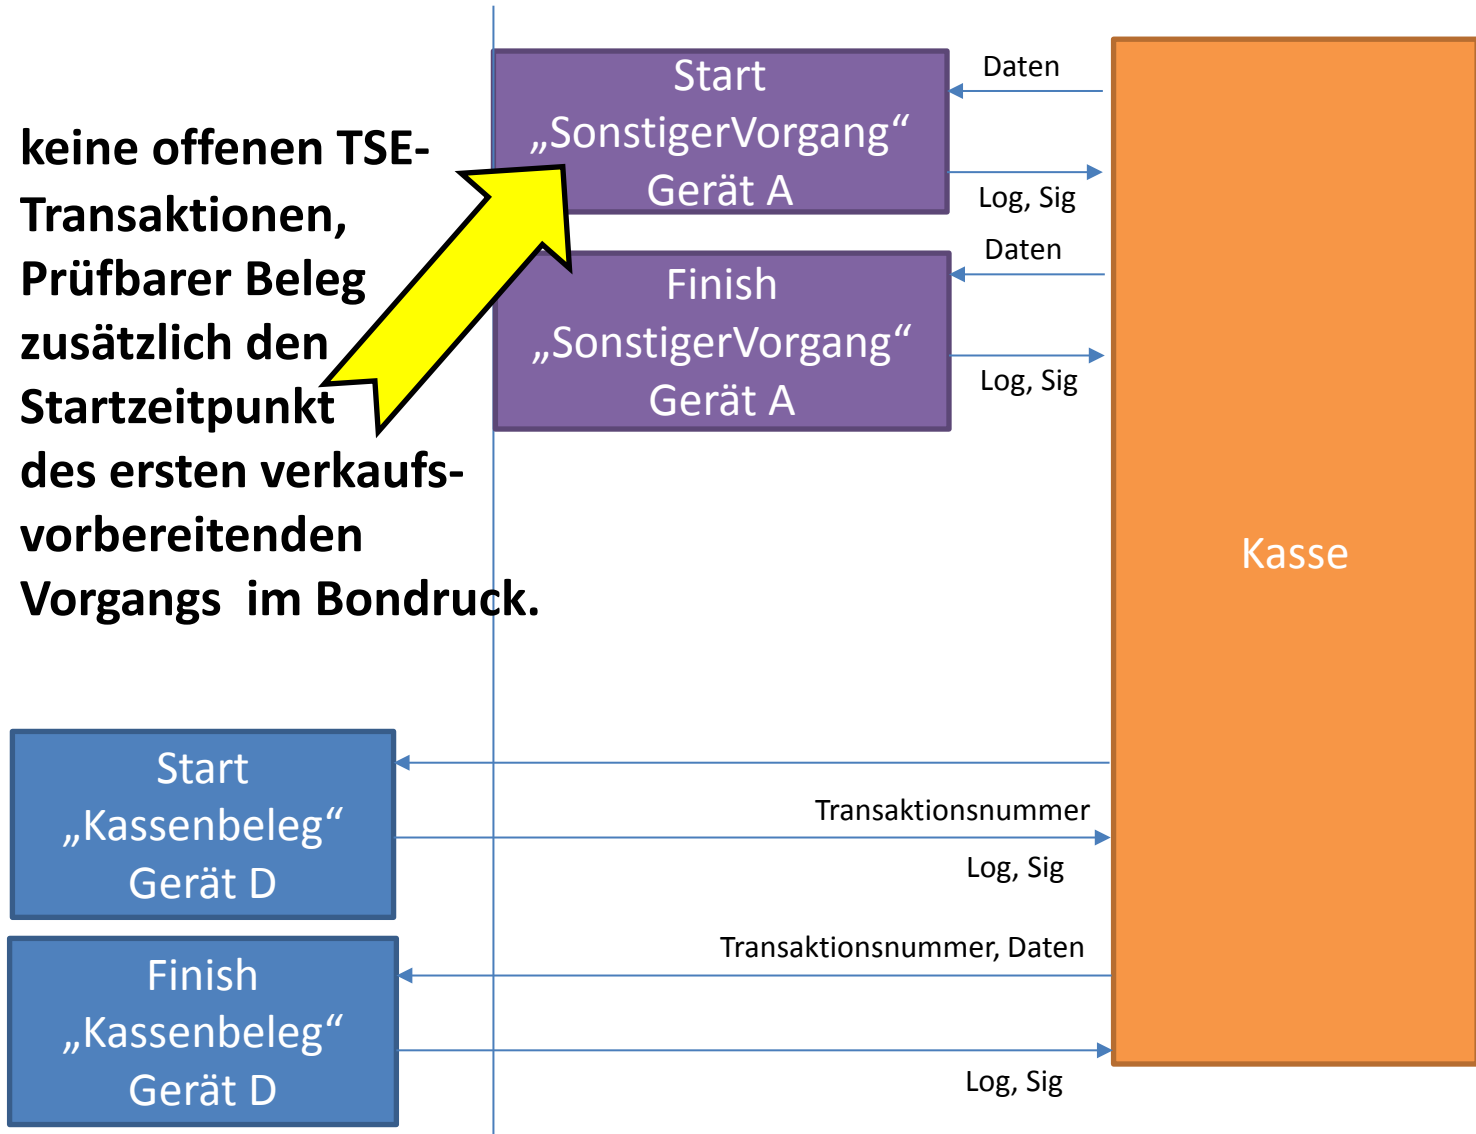 keine offenen TSE-
Transaktionen,
Prüfbarer Beleg
zusätzlich den
Startzeitpunkt
des ersten verkaufs-
vorbereitenden
Vorgangs  im Bondruck.
Start
„SonstigerVorgang“
Gerät A
Daten
Log, Sig
Finish
„SonstigerVorgang“
Gerät A
Daten
Log, Sig
Kasse
Start
„Kassenbeleg“
Gerät D
Transaktionsnummer
Log, Sig
Finish
„Kassenbeleg“
Gerät D
Transaktionsnummer, Daten
Log, Sig